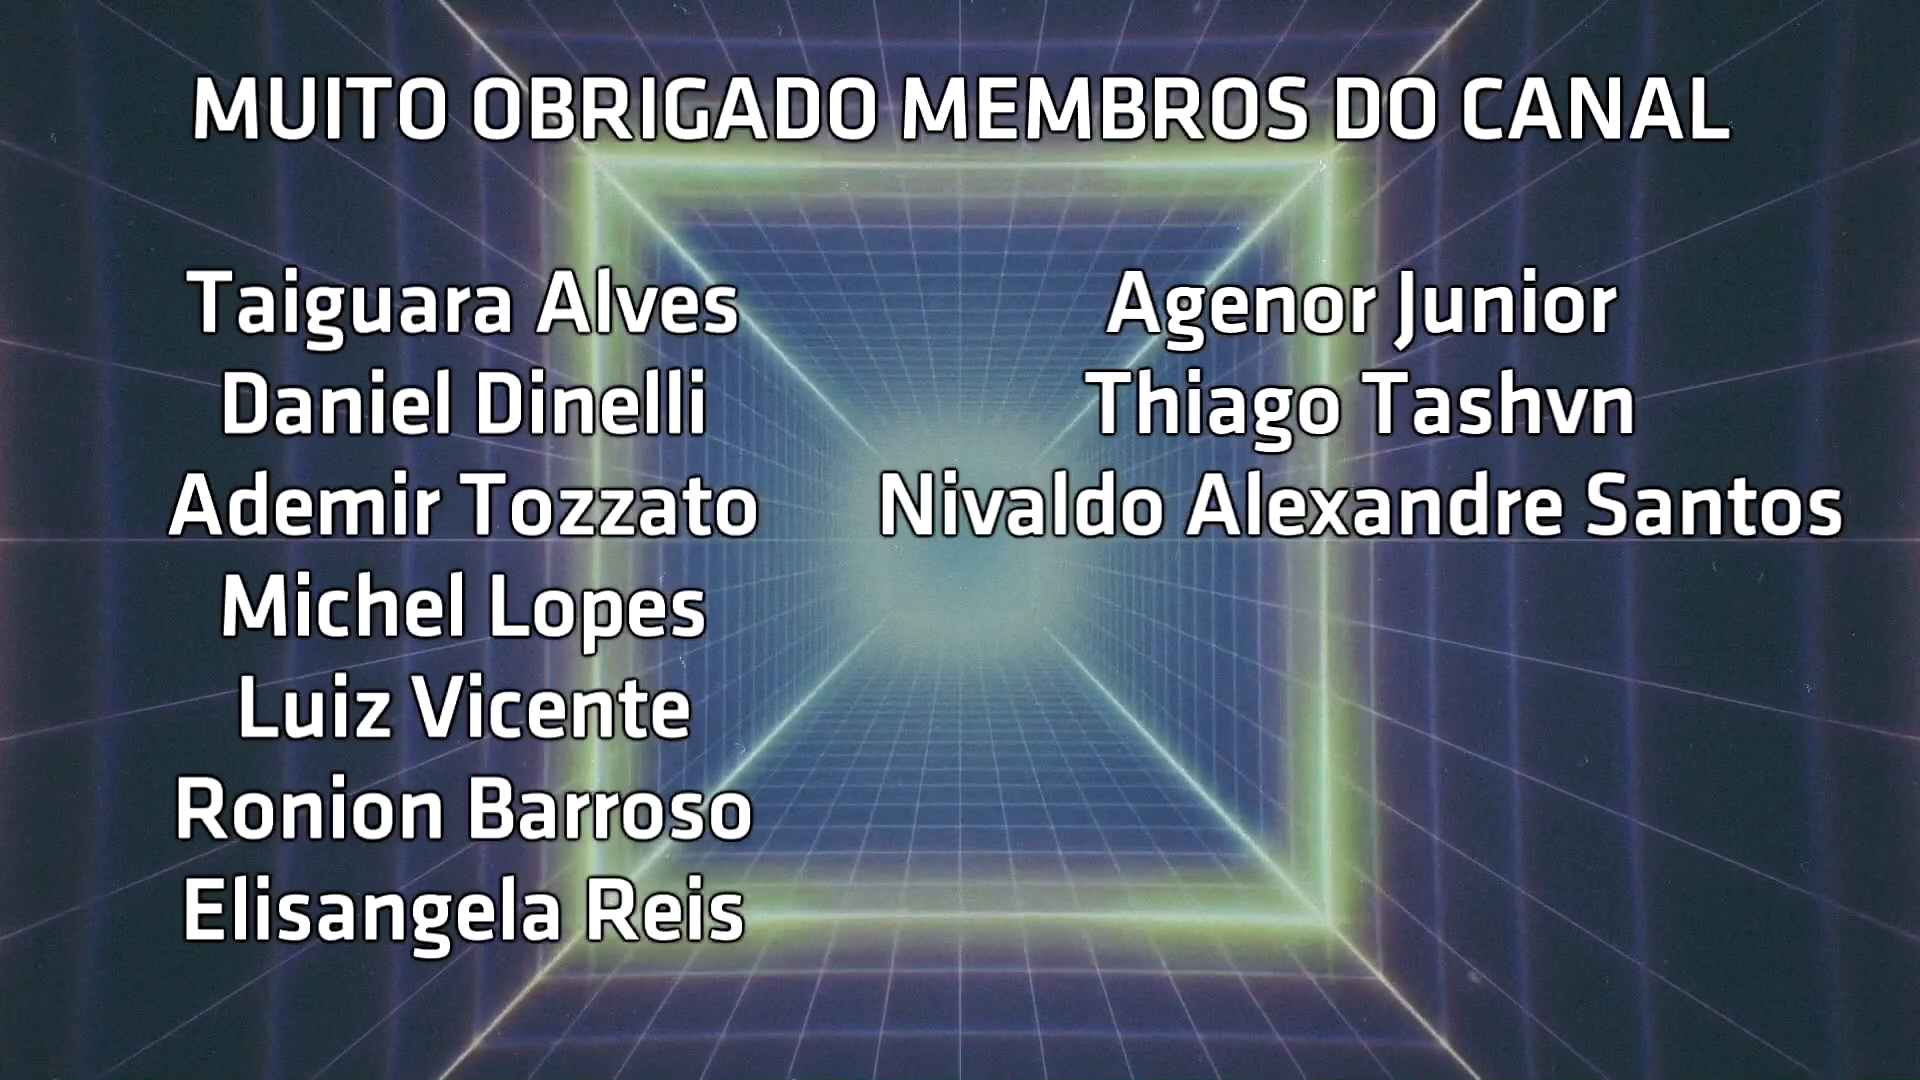 MUITO OBRIGADO MEMBROS DO CANAL
Taiguara Alves
Daniel Dinelli
Ademir Tozzato
Michel Lopes
Luiz Vicente
Ronion Barroso
Elisangela Reis
Agenor Junior
Thiago Tashvn
Nivaldo Alexandre Santos